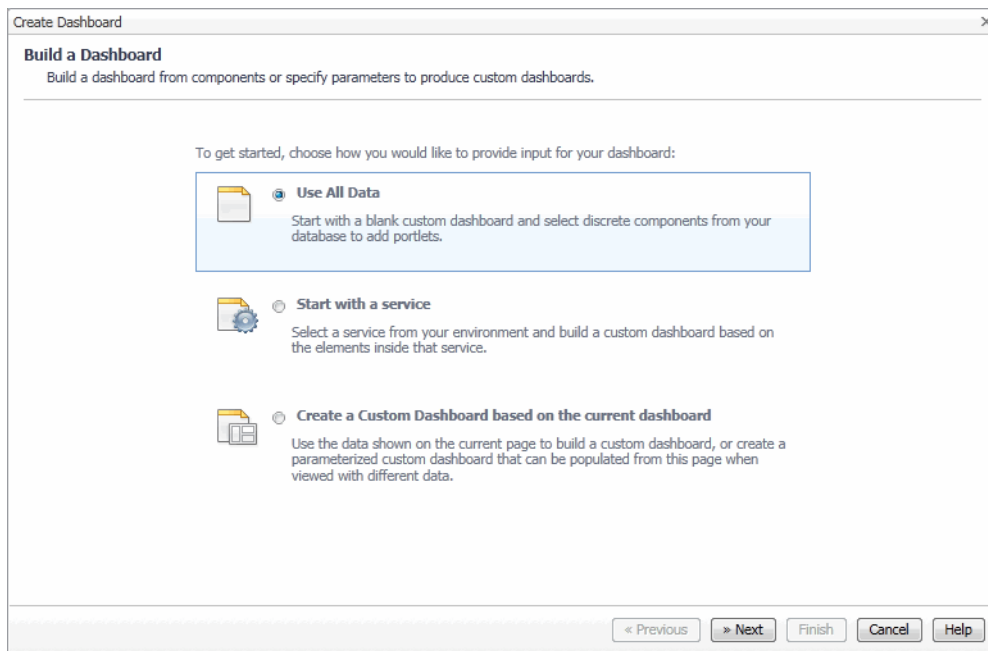 Create Dashboard
Build a Dashboard
Build a dashboard from components or specify parameters to produce custom dashboards.
To get started, choose how you would like to provide input for your dashboard:
Use All Data
Start with a blank custom dashboard and select discrete components from your
database to add portlets.
Start with a service
Select a service from your environment and build a custom dashboard based on
the elements inside that service.
Create a Custom Dashboard based on the current dashboard
Use the data shown on the current page to build a custom dashboard, or create a
parameterized custom dashboard that can be populated from this page when
viewed with different data.
« Previous » Next Finish Cancel Help